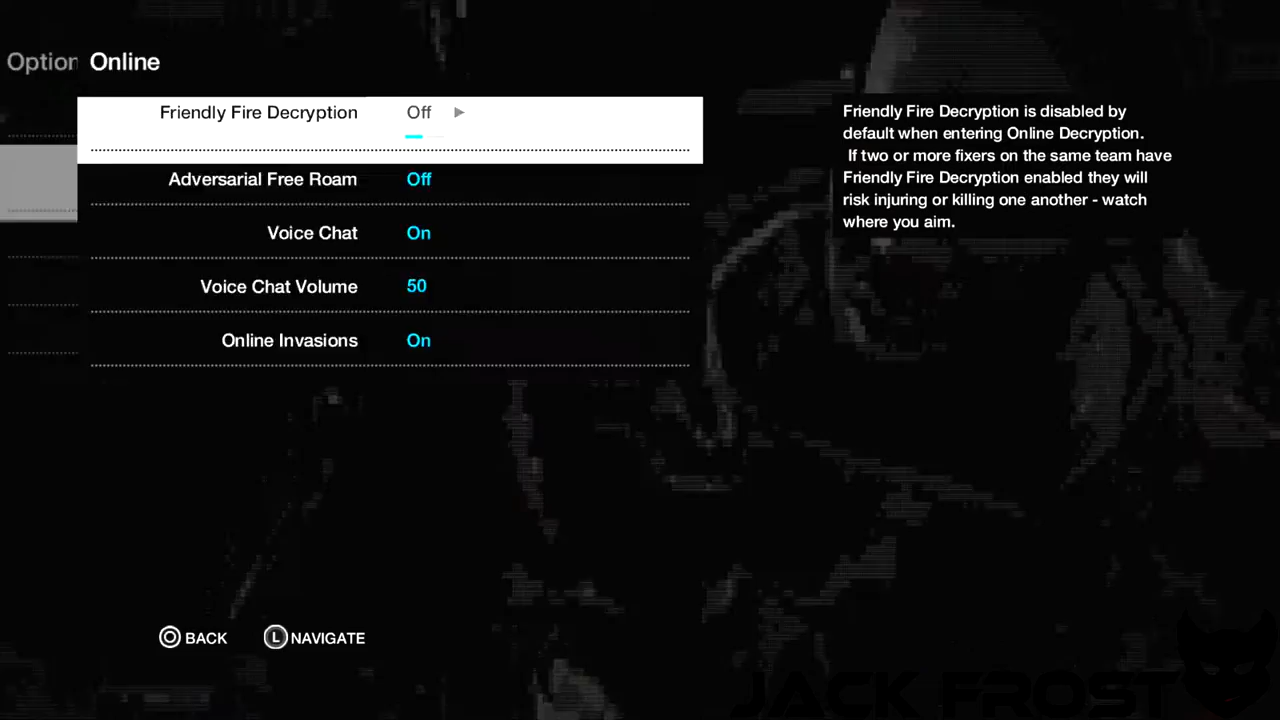 Option
Online
Friendly Fire Decryption Off
Adversarial Free Roam Off
Voice Chat On
Voice Chat Volume 50
Online Invasions On
Friendly Fire Decryption is disabled by
default when entering Online Decryption.
If two or more fixers on the same team have
Friendly Fire Decryption enabled they will
risk injuring or killing one another - watch
where you aim.
BACK L NAVIGATE
JACK FROST